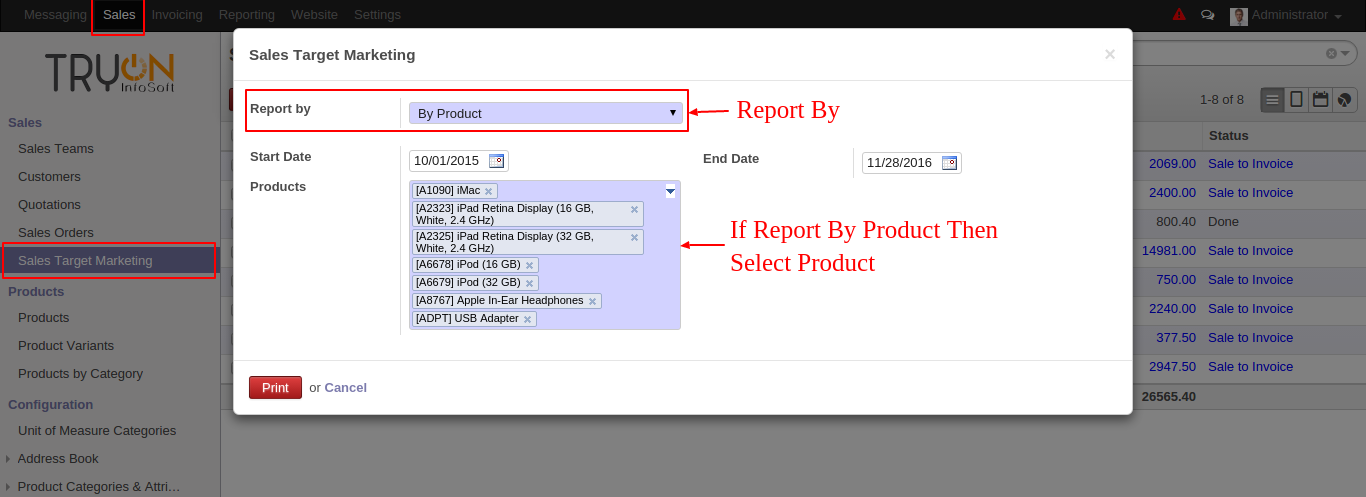 Messaging Sales Invoicing Reporting Website Settings Administrator
TRYON
InfoSoft
Sales
Sales Teams
Customers
Quotations
Sales Orders
Sales Target Marketing
Products
Products
Product Variants
Products by Category
Configuration
Unit of Measure Categories
Address Book
Product Categories & Attri…
Sales Target Marketing ×
Report by By Product
Report By
Start Date 10/01/2015 End Date 11/28/2016
Products
[A1090] iMac
[A2323] iPad Retina Display (16 GB,
White, 2.4 GHz)
[A2325] iPad Retina Display (32 GB,
White, 2.4 GHz)
[A6678] iPod (16 GB)
[A6679] iPod (32 GB)
[A8767] Apple In-Ear Headphones
[ADPT] USB Adapter
If Report By Product Then
Select Product
Print or Cancel
1-8 of 8
Status
2069.00 Sale to Invoice
2400.00 Sale to Invoice
800.40 Done
14981.00 Sale to Invoice
750.00 Sale to Invoice
2240.00 Sale to Invoice
377.50 Sale to Invoice
2947.50 Sale to Invoice
26565.40